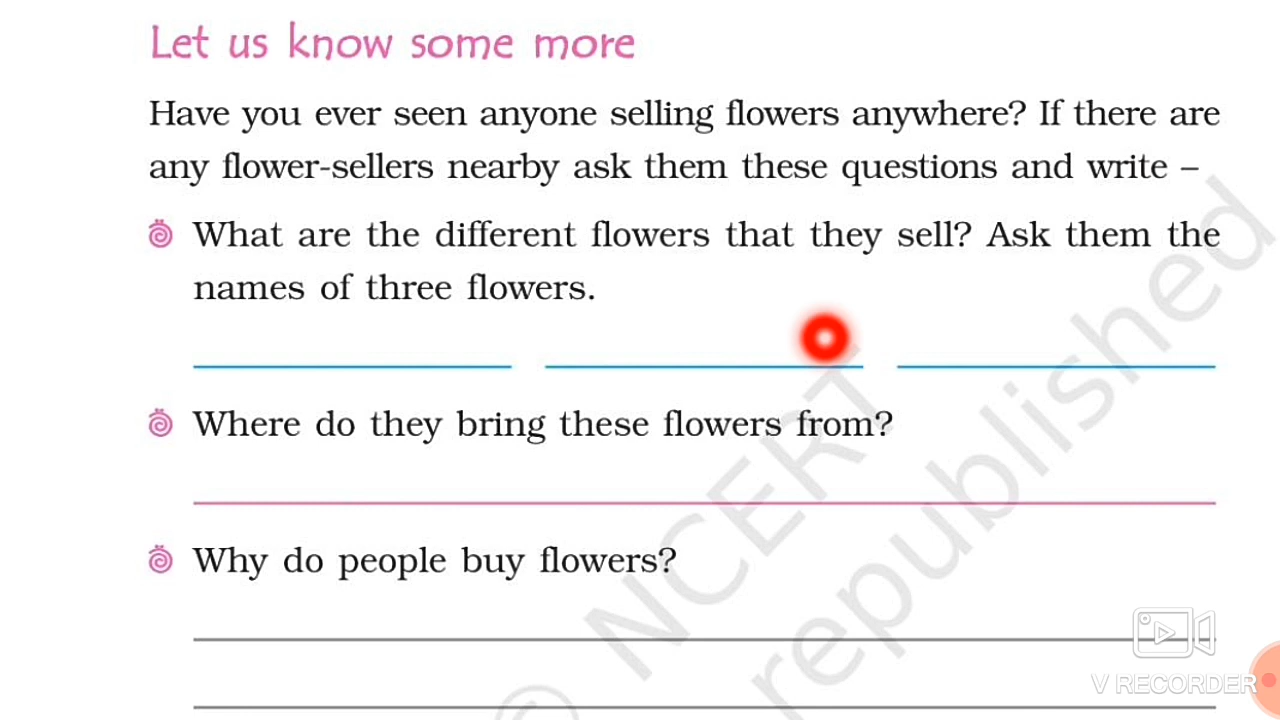 Let us know some more
Have you ever seen anyone selling flowers anywhere? If there are
any flower-sellers nearby ask them these questions and write –
What are the different flowers that they sell? Ask them the
names of three flowers.
Where do they bring these flowers from?
Why do people buy flowers?
© NCERT
republished
V RECORDER